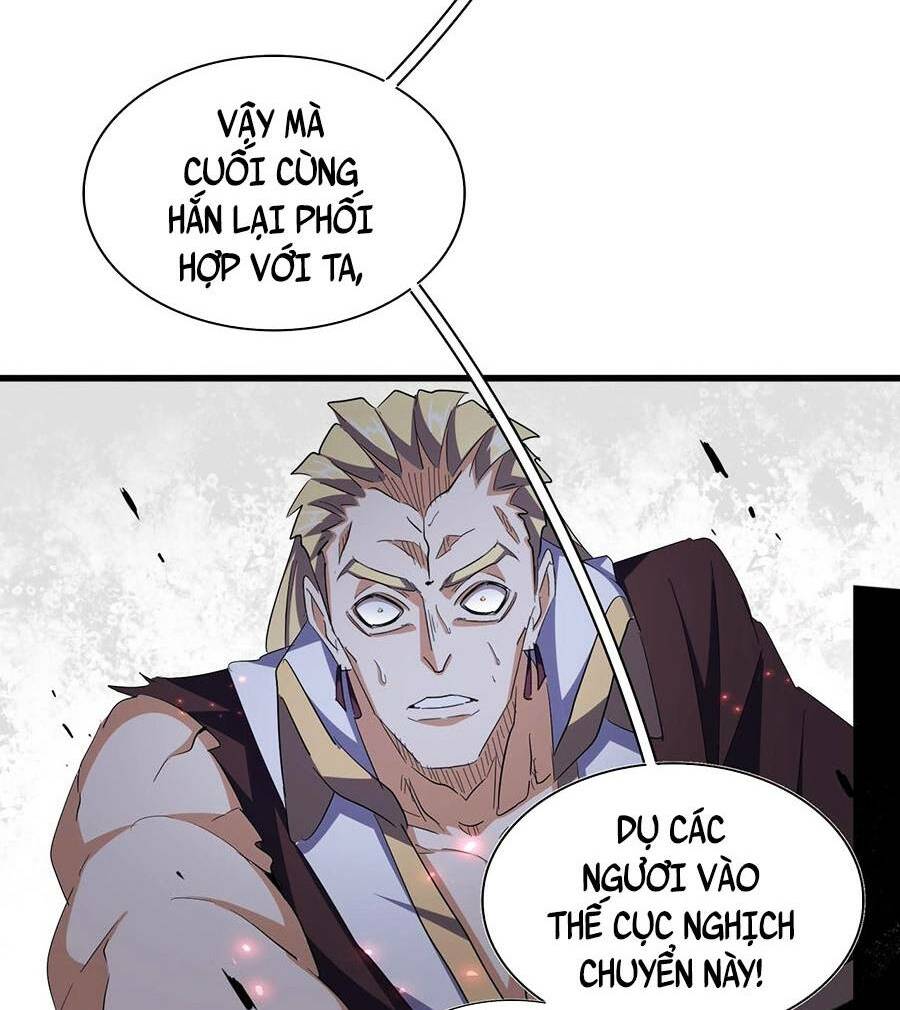 VẬY MÀ
CUỐI CÙNG
HẮN LẠI PHỐI
HỢP VỚI TA,
DỤ CÁC
NGƯƠI VÀO
THẾ CỤC NGHỊCH
CHUYỂN NÀY!